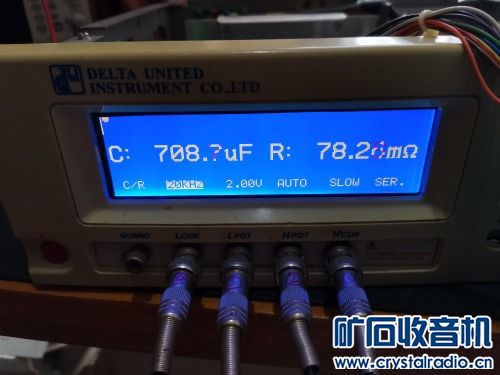 DELTA UNITED
INSTRUMENT CO.,LTD
C: 708.?uF R: 78.2 mΩ
C/R 20KHZ 2.00V AUTO SLOW SER.
GUARD LCUR LPOT HPOT HCUR
矿石收音机
www.crystalradio.cn